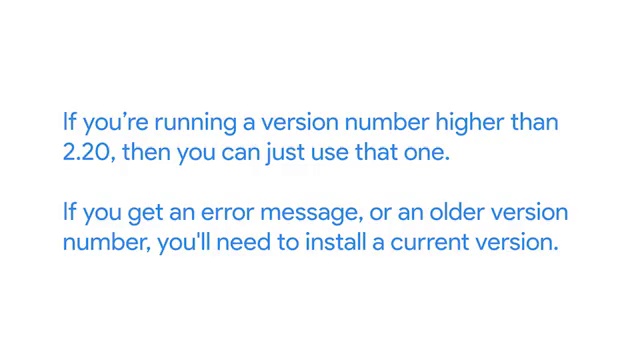 If you’re running a version number higher than
2.20, then you can just use that one.
If you get an error message, or an older version
number, you'll need to install a current version.